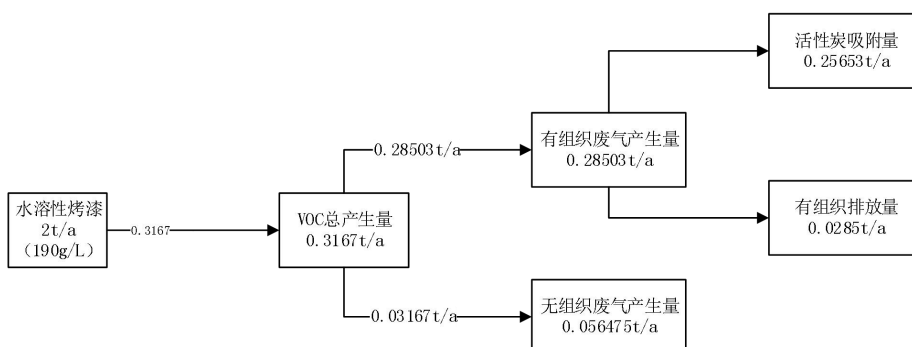 水溶性烤漆
2t/a
（190g/L）
0.3167
VOC总产生量
0.3167t/a
0.28503t/a
有组织废气产生量
0.28503t/a
活性炭吸附量
0.25653t/a
有组织排放量
0.0285t/a
0.03167t/a
无组织废气产生量
0.056475t/a